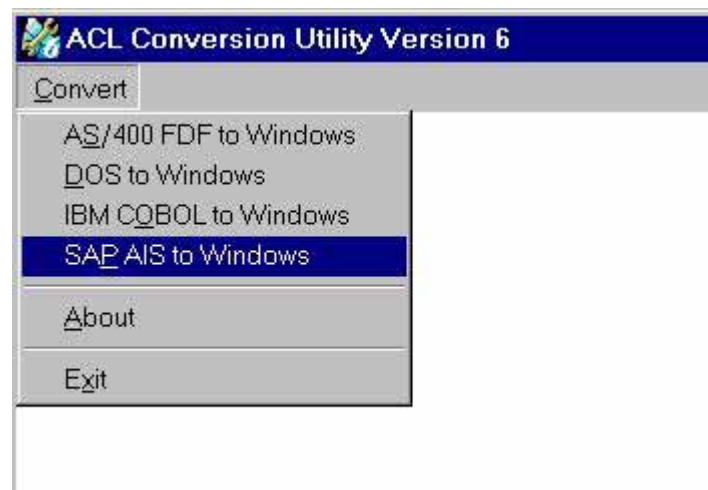 ACL Conversion Utility Version 6
Convert
AS/400 FDF to Windows
DOS to Windows
IBM COBOL to Windows
SAP AIS to Windows
About
Exit